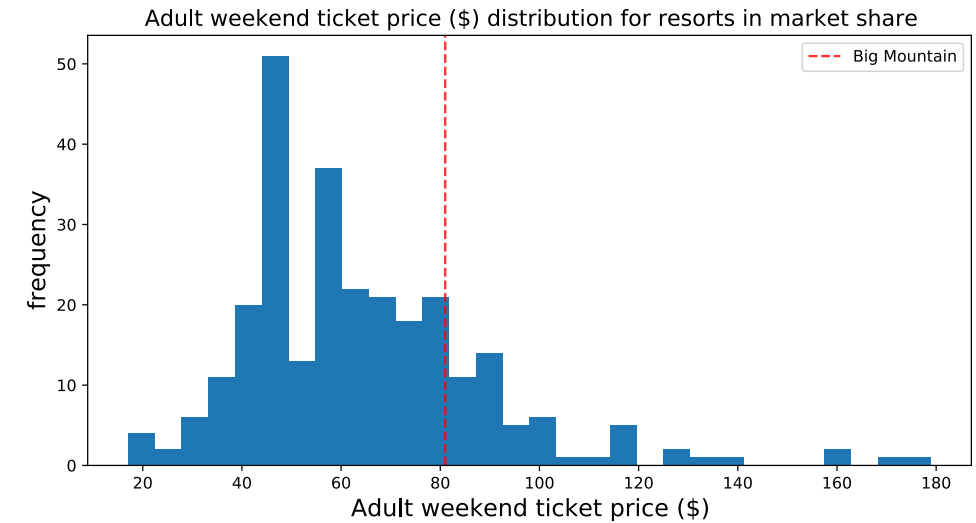 Adult weekend ticket price ($) distribution for resorts in market share
Big Mountain
frequency
50
40
30
20
10
0
20 40 60 80 100 120 140 160 180
Adult weekend ticket price ($)